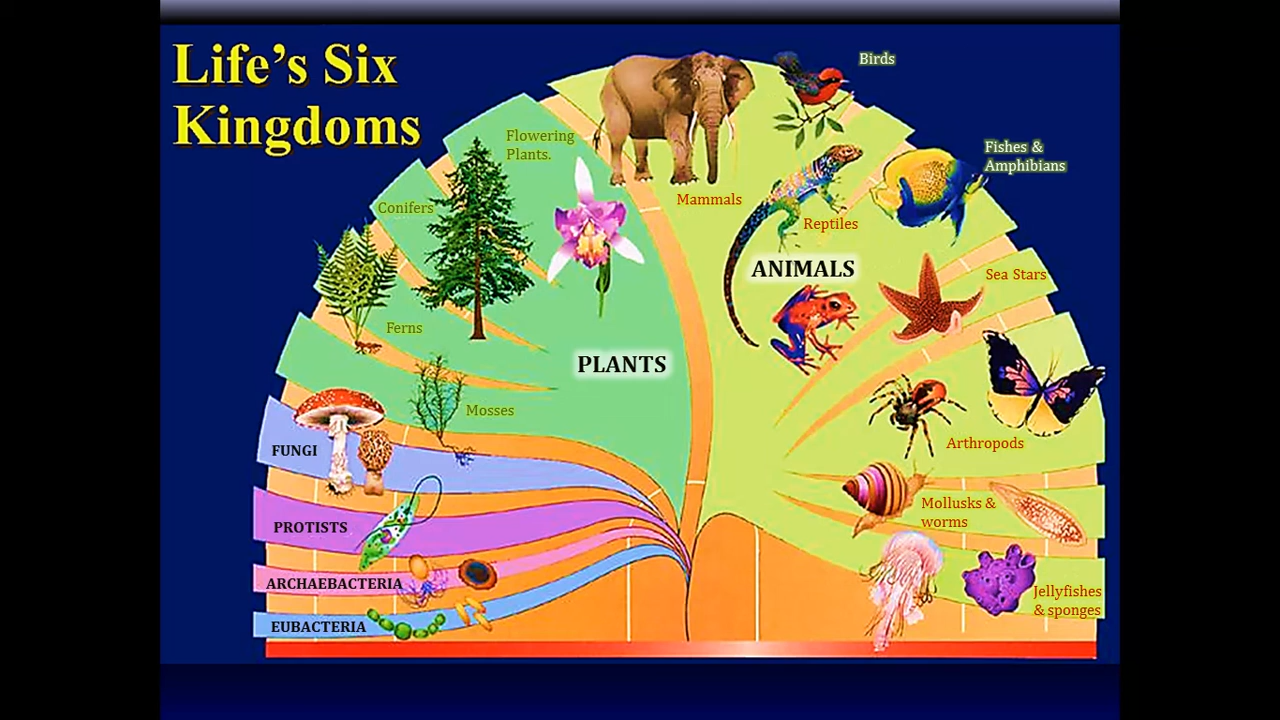 Life's Six
Kingdoms
Birds
Flowering
Plants.
Fishes &
Amphibians
Mammals
Conifers
Reptiles
ANIMALS
Sea Stars
Ferns
PLANTS
Mosses
Arthropods
FUNGI
Mollusks &
worms
PROTISTS
ARCHAEBACTERIA
Jellyfishes
& sponges
EUBACTERIA